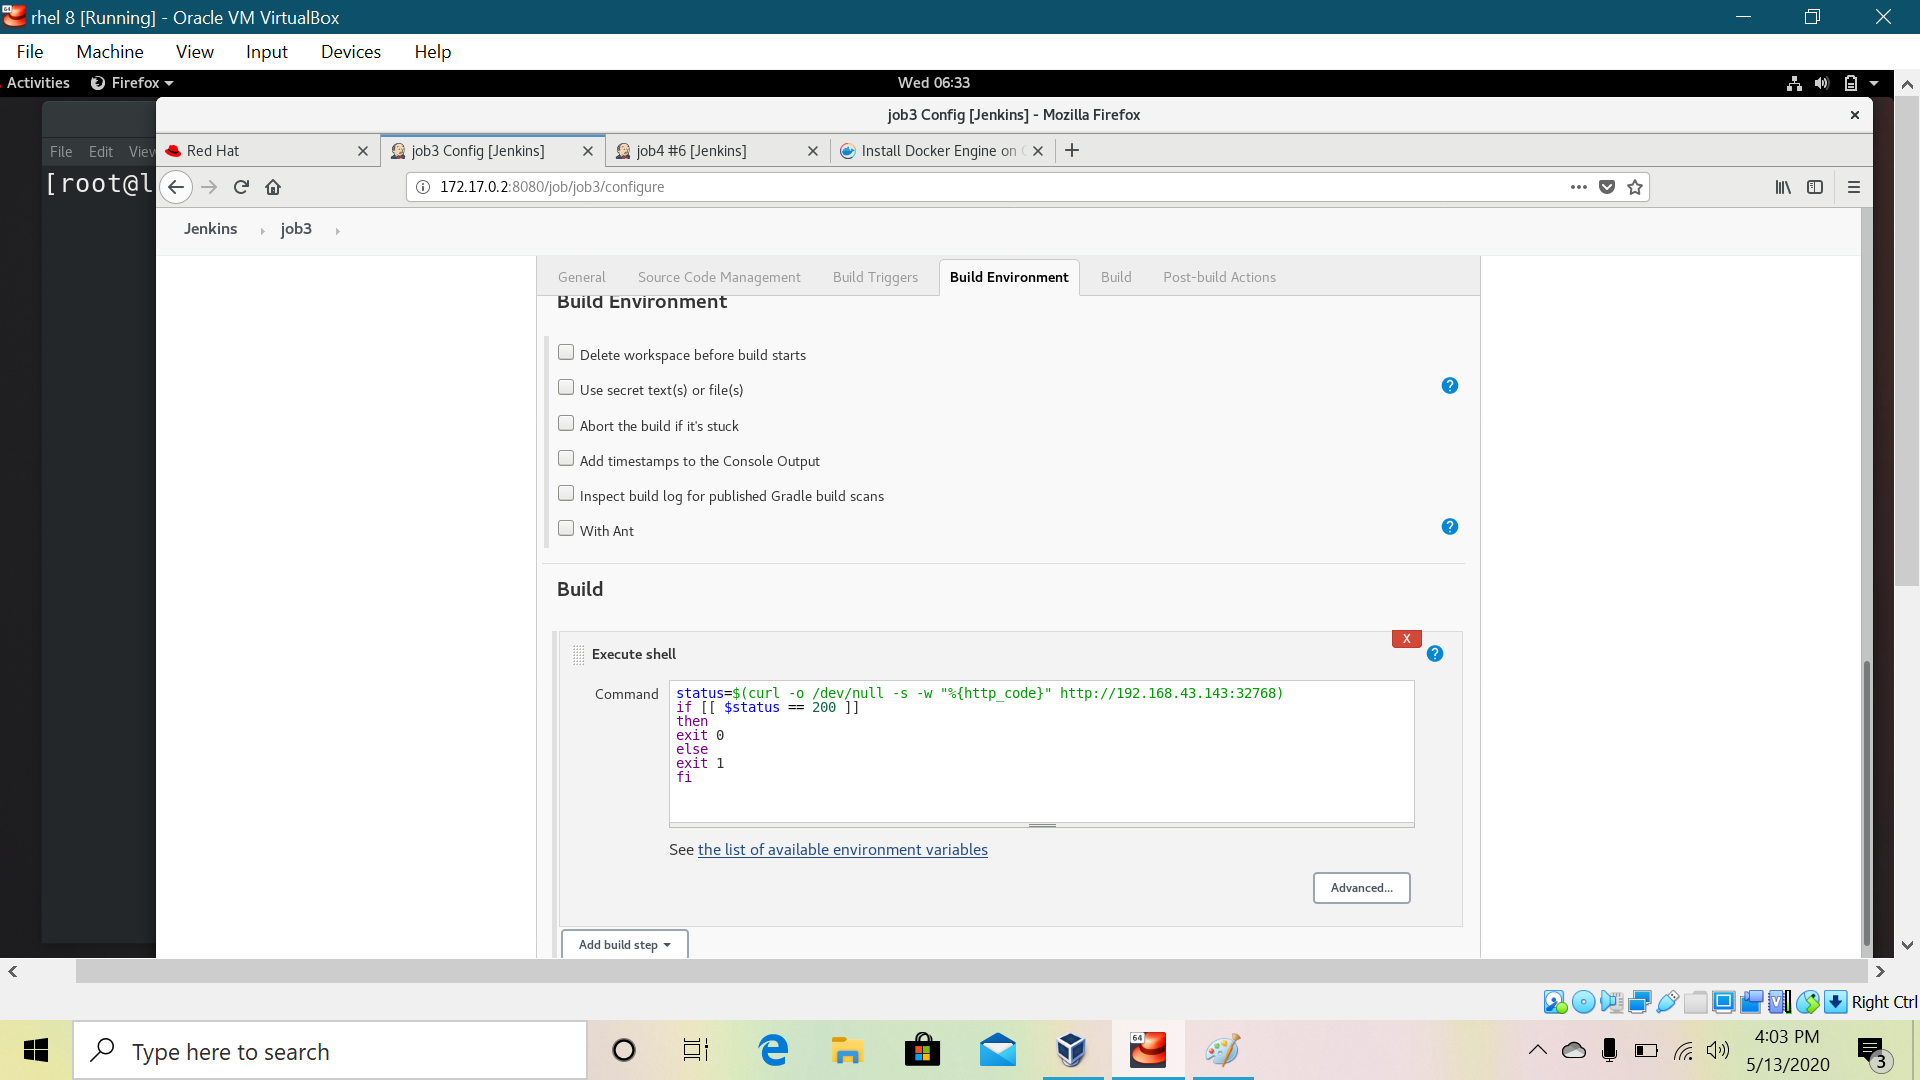 rhel 8 [Running] - Oracle VM VirtualBox
File Machine View Input Devices Help
Activities Firefox Wed 06:33
job3 Config [Jenkins] - Mozilla Firefox
File Edit View
Red Hat job3 Config [Jenkins] job4 #6 [Jenkins] Install Docker Engine on
[root@l
172.17.0.2:8080/job/job3/configure
Jenkins job3
General Source Code Management Build Triggers Build Environment Build Post-build Actions
Build Environment
Delete workspace before build starts
Use secret text(s) or file(s)
Abort the build if it's stuck
Add timestamps to the Console Output
Inspect build log for published Gradle build scans
With Ant
Build
X
Execute shell
Command
status=$(curl -o /dev/null -s -w "%{http_code}" http://192.168.43.143:32768)
if [[ $status == 200 ]]
then
exit 0
else
exit 1
fi
See the list of available environment variables
Advanced...
Add build step
Right Ctrl
Type here to search
64
4:03 PM
5/13/2020
3